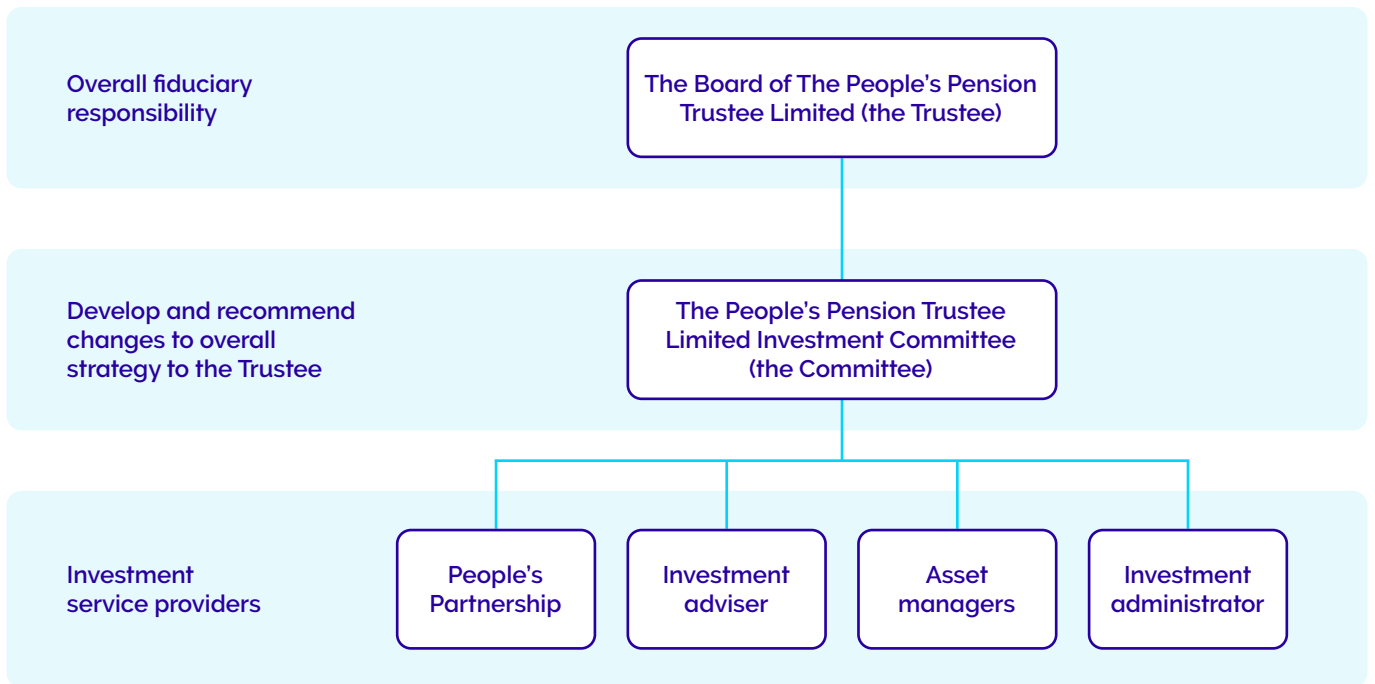 Overall fiduciary
responsibility
The Board of The People’s Pension
Trustee Limited (the Trustee)
Develop and recommend
changes to overall
strategy to the Trustee
The People’s Pension Trustee
Limited Investment Committee
(the Committee)
Investment
service providers
People’s
Partnership
Investment
adviser
Asset
managers
Investment
administrator